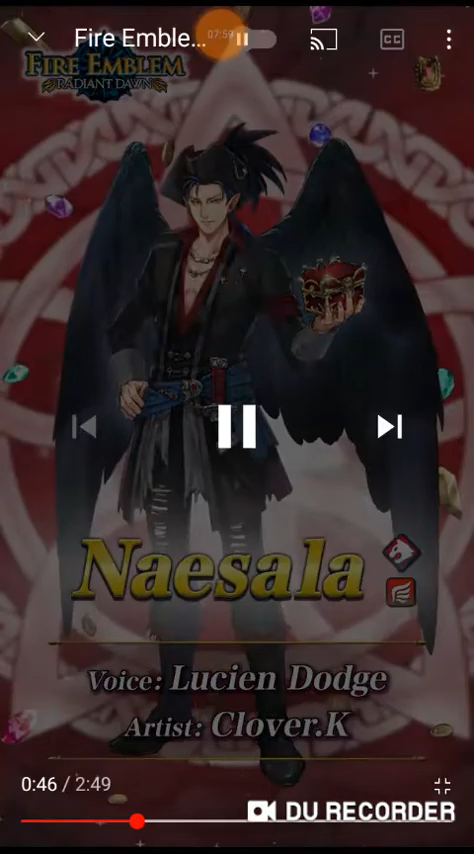 Fire Emble...
07:59
CC
FIRE EMBLEM
RADIANT DAWN
Naesala
Voice: Lucien Dodge
Artist: Clover.K
0:46 / 2:49
DU RECORDER